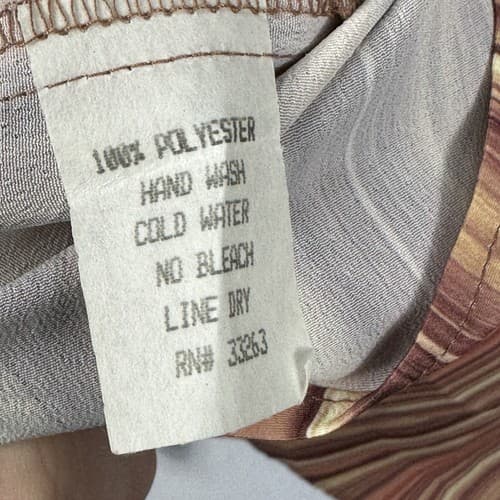 100% POLYESTER
HAND WASH
COLD WATER
NO BLEACH
LINE DRY
RN# 33263